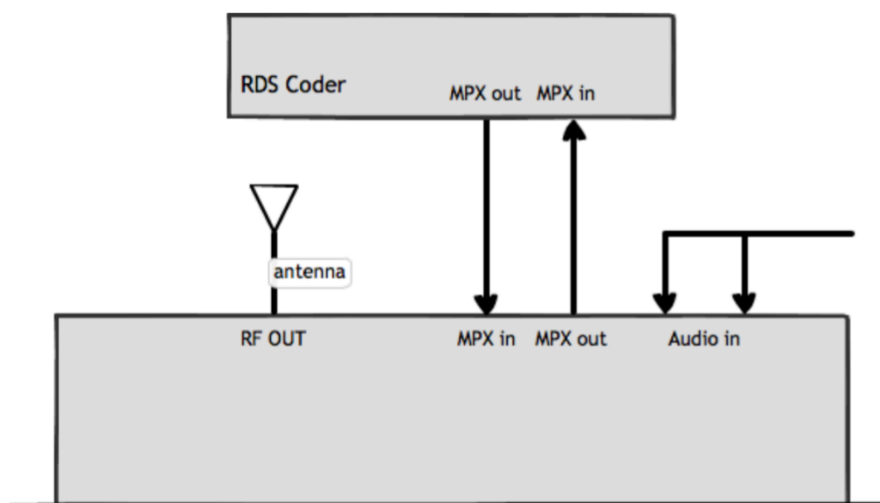 RDS Coder
MPX out MPX in
antenna
RF OUT MPX in MPX out Audio in